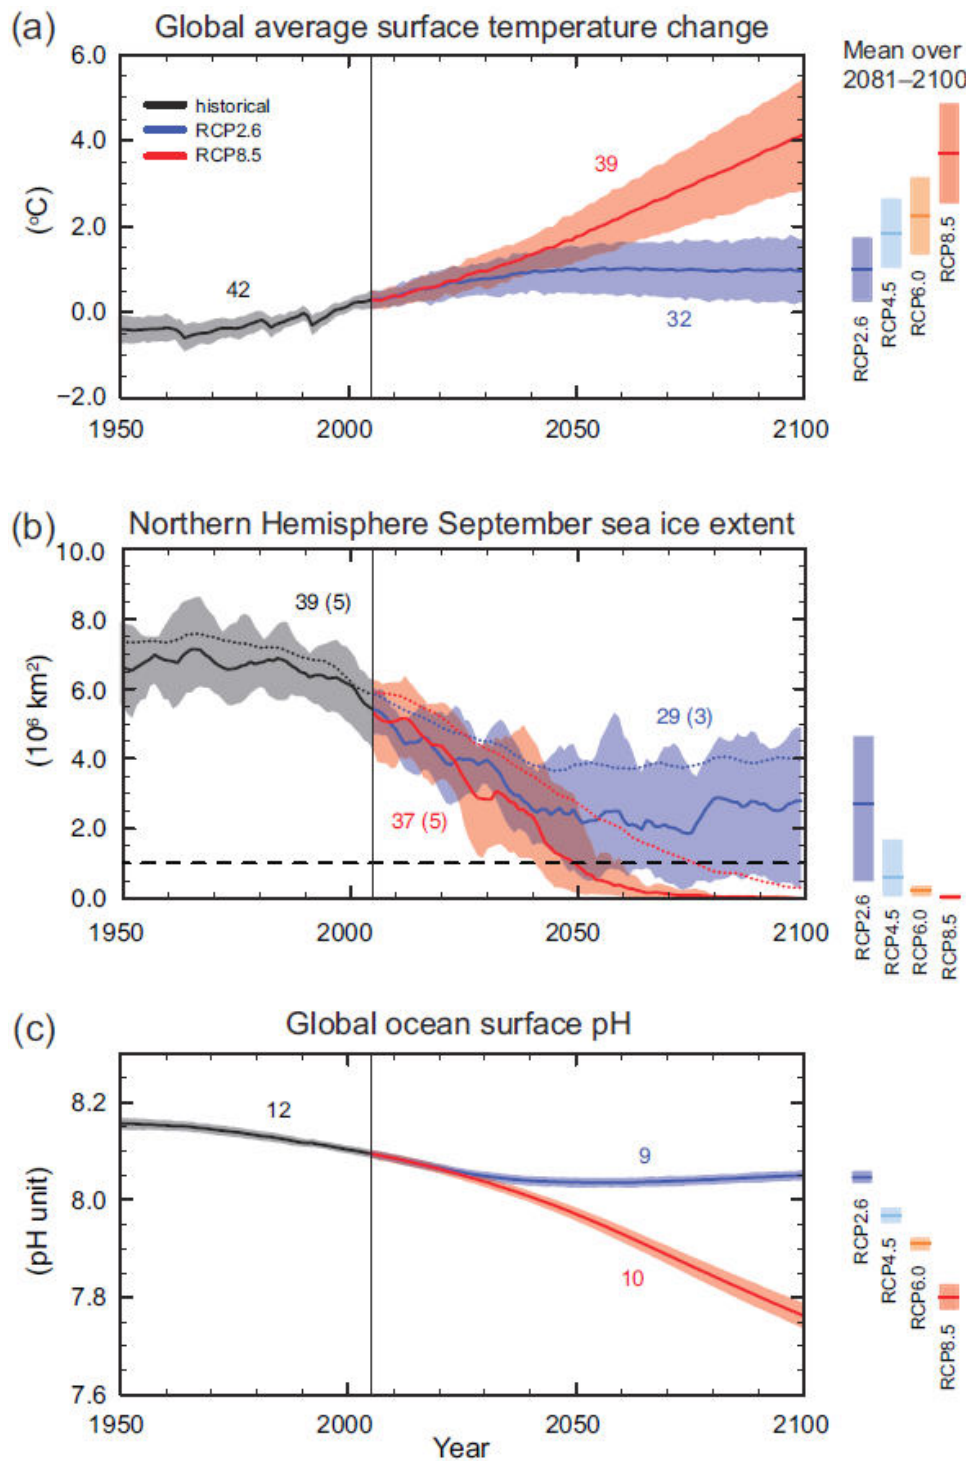 (a) Global average surface temperature change
Mean over
2081–2100
6.0
4.0
2.0
0.0
−2.0
(°C)
historical
RCP2.6
RCP8.5
42
39
32
1950
2000
2050
2100
RCP2.6
RCP4.5
RCP6.0
RCP8.5
(b) Northern Hemisphere September sea ice extent
10.0
8.0
6.0
4.0
2.0
0.0
(10⁶ km²)
39 (5)
29 (3)
37 (5)
1950
2000
2050
2100
RCP2.6
RCP4.5
RCP6.0
RCP8.5
(c) Global ocean surface pH
8.2
8.0
7.8
7.6
(pH unit)
12
9
10
1950
2000
2050
2100
Year
RCP2.6
RCP4.5
RCP6.0
RCP8.5